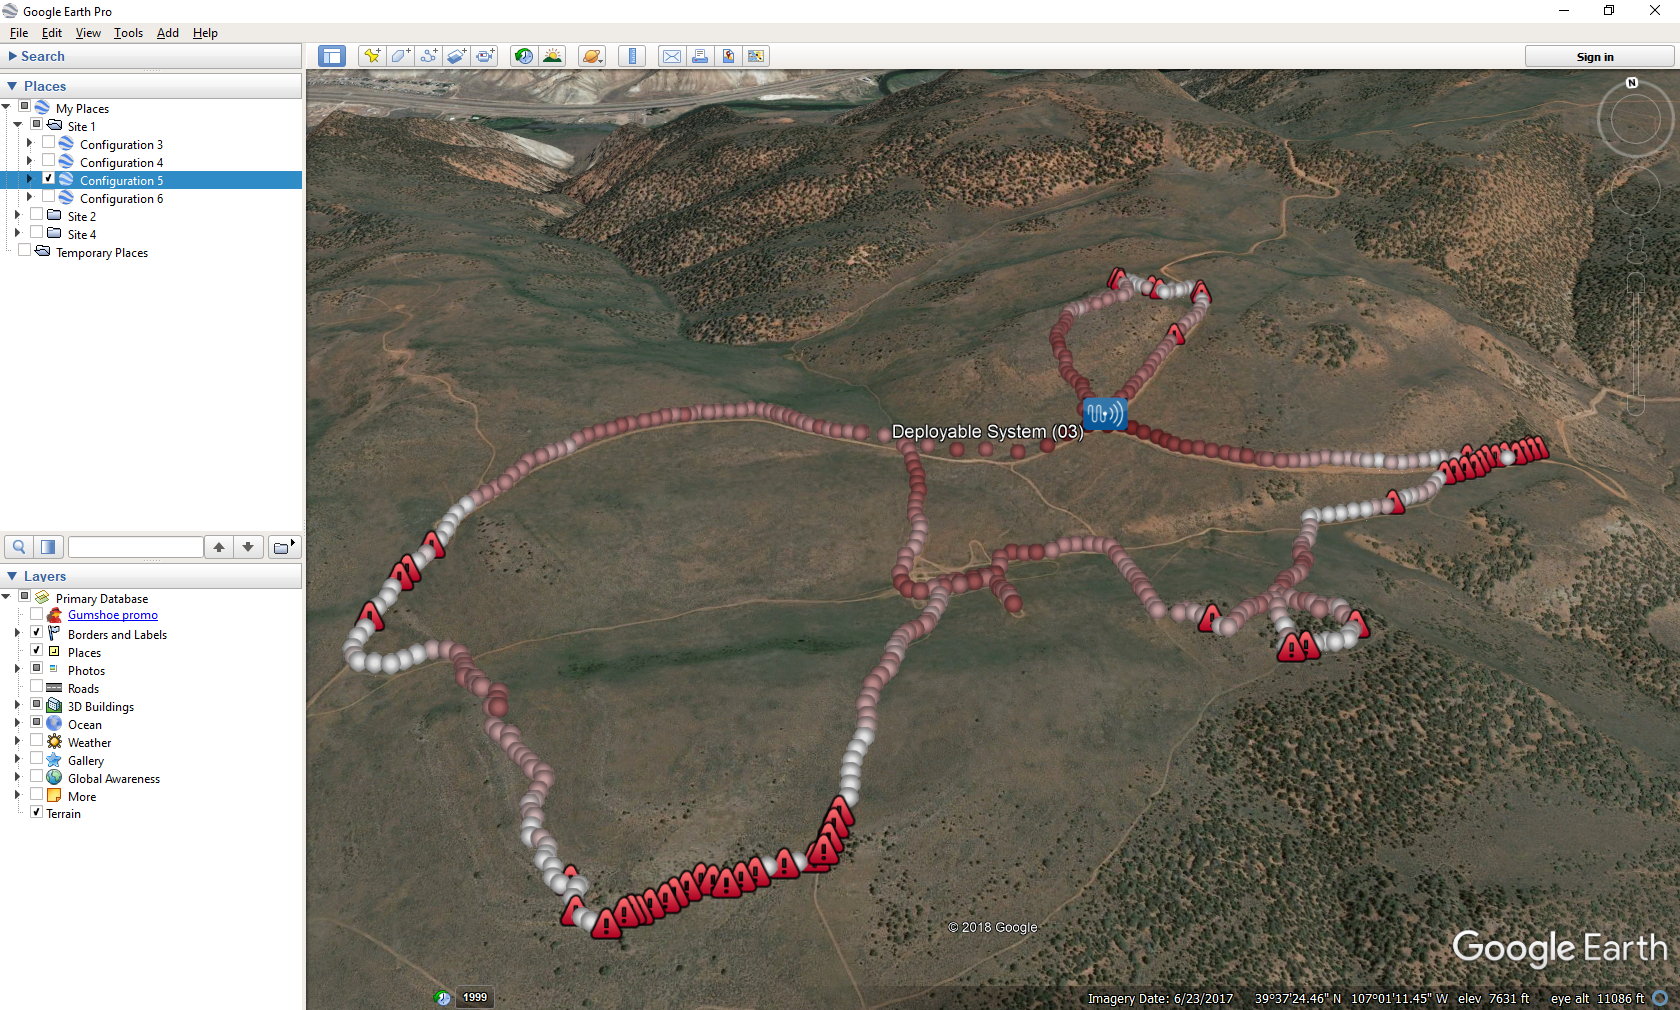 Google Earth Pro
File Edit View Tools Add Help
Search
Sign in
Places
My Places
Site 1
Configuration 3
Configuration 4
Configuration 5
Configuration 6
Site 2
Site 4
Temporary Places
N
Deployable System (03)
Layers
Primary Database
Gumshoe promo
Borders and Labels
Places
Photos
Roads
3D Buildings
Ocean
Weather
Gallery
Global Awareness
More
Terrain
© 2018 Google
Google Earth
1999
Imagery Date: 6/23/2017 39°37'24.46" N 107°01'11.45" W elev 7631 ft eye alt 11086 ft